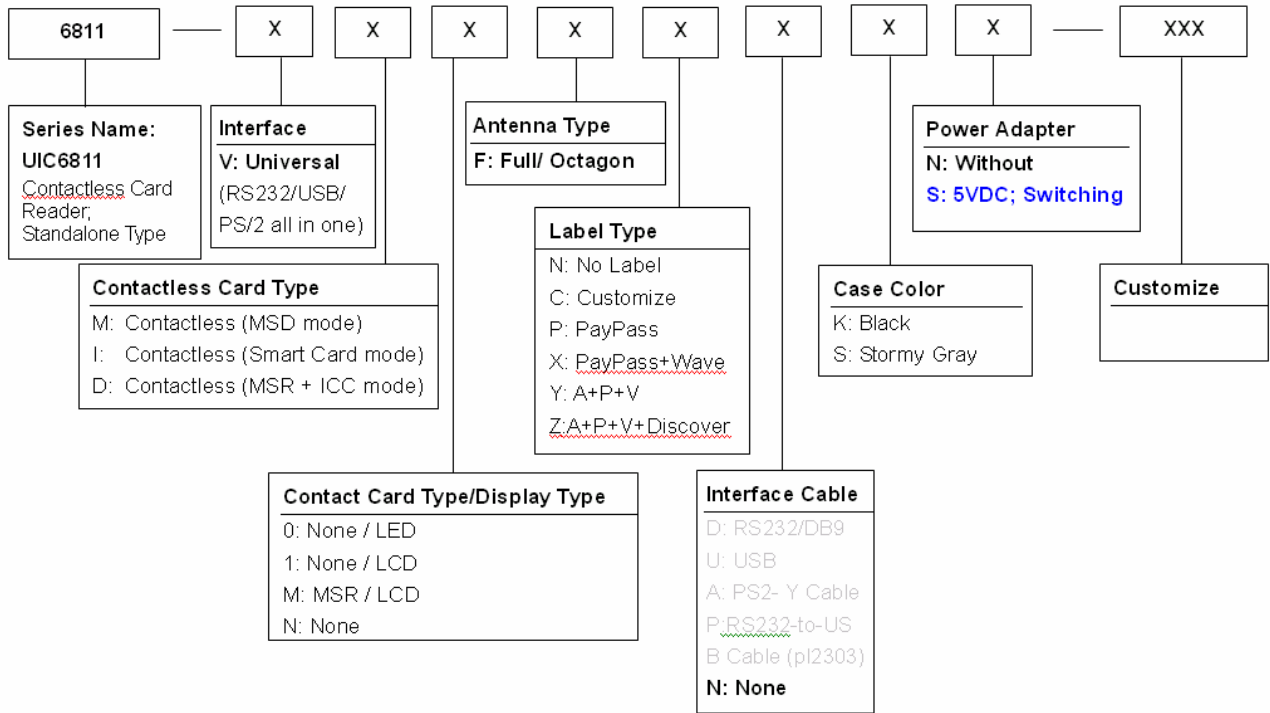 6811 — X X X X X X X X — XXX
Series Name:
UIC6811
Contactless Card
Reader;
Standalone Type
Interface
V: Universal
(RS232/USB/
PS/2 all in one)
Antenna Type
F: Full/ Octagon
Power Adapter
N: Without
S: 5VDC; Switching
Contactless Card Type
M: Contactless (MSD mode)
I: Contactless (Smart Card mode)
D: Contactless (MSR + ICC mode)
Label Type
N: No Label
C: Customize
P: PayPass
X: PayPass+Wave
Y: A+P+V
Z:A+P+V+Discover
Case Color
K: Black
S: Stormy Gray
Customize
Contact Card Type/Display Type
0: None / LED
1: None / LCD
M: MSR / LCD
N: None
Interface Cable
D: RS232/DB9
U: USB
A: PS2- Y Cable
P:RS232-to-US
B Cable (pl2303)
N: None